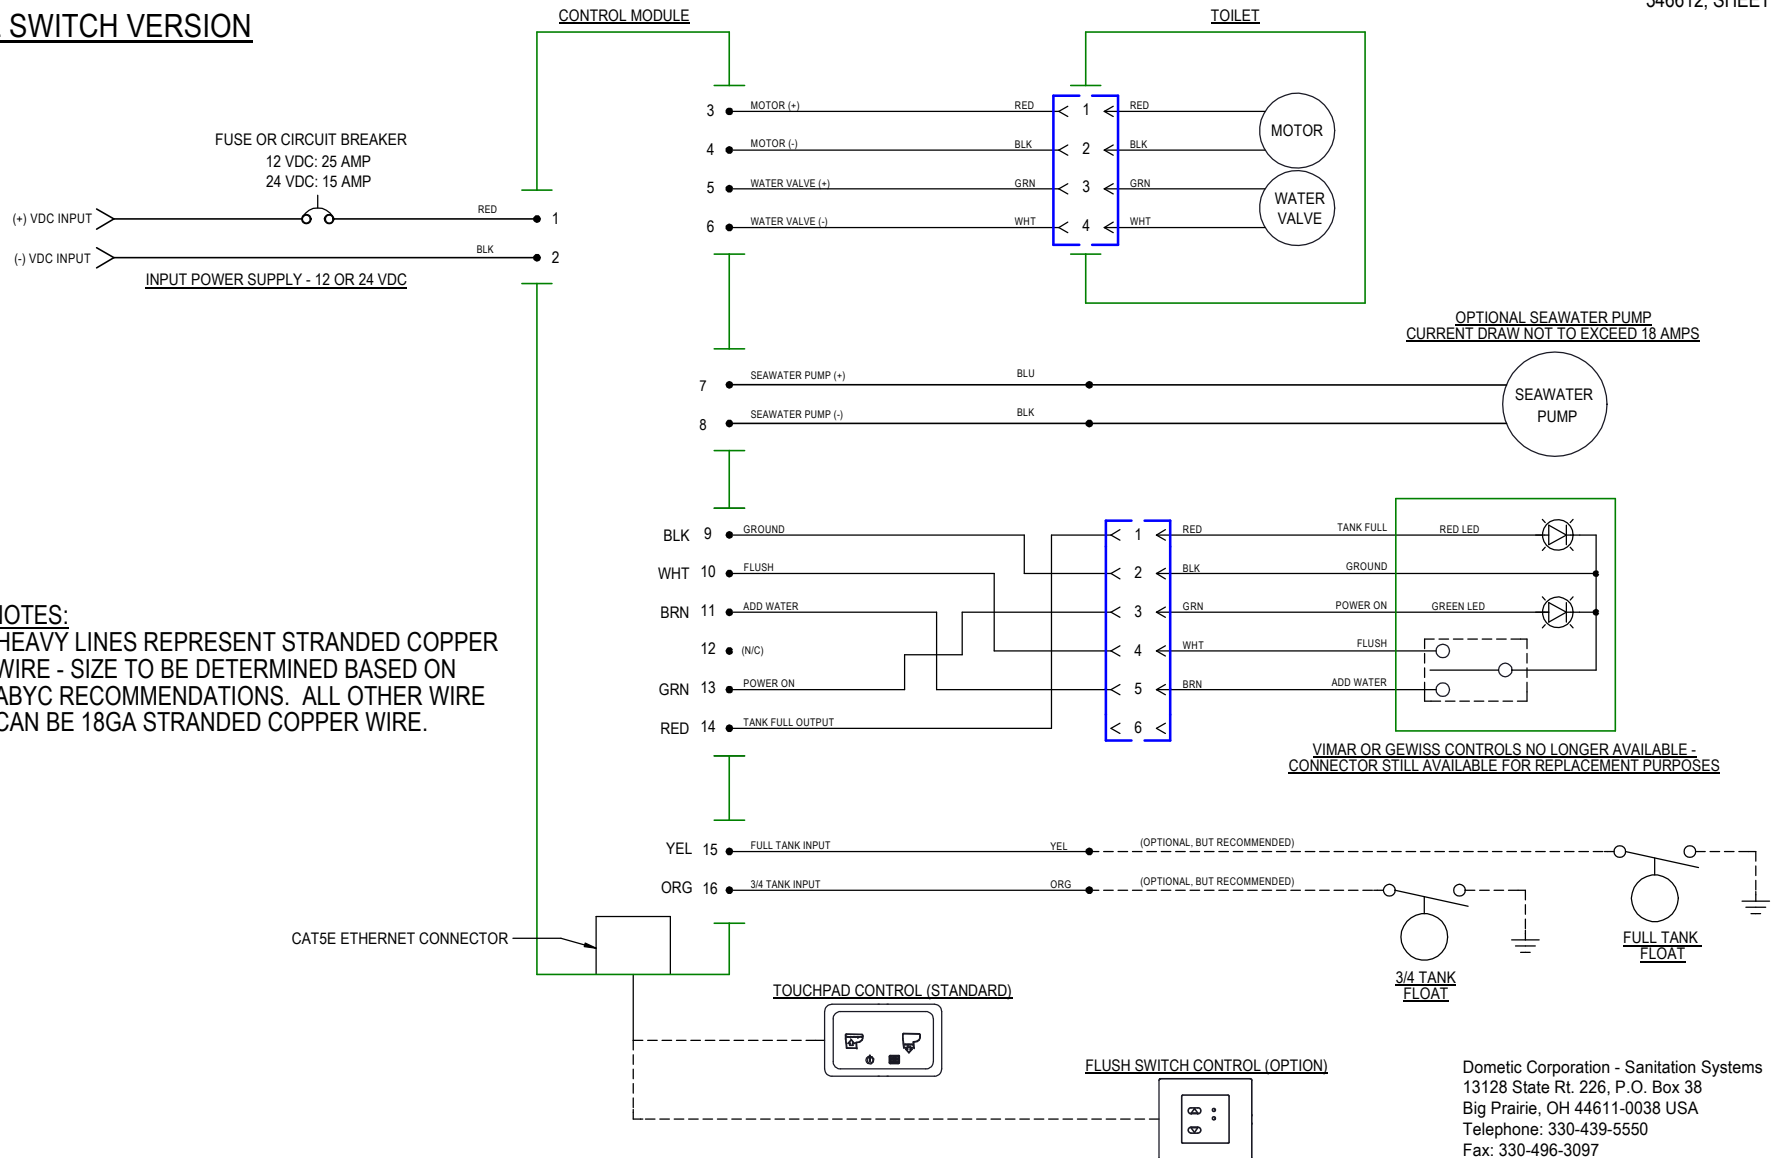 SWITCH VERSION
CONTROL MODULE
TOILET
546612, SHEET
FUSE OR CIRCUIT BREAKER
12 VDC: 25 AMP
24 VDC: 15 AMP
(+) VDC INPUT
RED
1
(-) VDC INPUT
BLK
2
INPUT POWER SUPPLY - 12 OR 24 VDC
3 MOTOR (+) RED 1 RED
4 MOTOR (-) BLK 2 BLK
MOTOR
5 WATER VALVE (+) GRN 3 GRN
6 WATER VALVE (-) WHT 4 WHT
WATER
VALVE
OPTIONAL SEAWATER PUMP
CURRENT DRAW NOT TO EXCEED 18 AMPS
7 SEAWATER PUMP (+) BLU
8 SEAWATER PUMP (-) BLK
SEAWATER
PUMP
BLK 9 GROUND 1 RED TANK FULL RED LED
WHT 10 FLUSH 2 BLK GROUND
BRN 11 ADD WATER 3 GRN POWER ON GREEN LED
12 (N/C) 4 WHT FLUSH
GRN 13 POWER ON 5 BRN ADD WATER
RED 14 TANK FULL OUTPUT 6
VIMAR OR GEWISS CONTROLS NO LONGER AVAILABLE -
CONNECTOR STILL AVAILABLE FOR REPLACEMENT PURPOSES
NOTES:
HEAVY LINES REPRESENT STRANDED COPPER
WIRE - SIZE TO BE DETERMINED BASED ON
ABYC RECOMMENDATIONS. ALL OTHER WIRE
CAN BE 18GA STRANDED COPPER WIRE.
YEL 15 FULL TANK INPUT YEL (OPTIONAL, BUT RECOMMENDED)
ORG 16 3/4 TANK INPUT ORG (OPTIONAL, BUT RECOMMENDED)
FULL TANK
FLOAT
3/4 TANK
FLOAT
CAT5E ETHERNET CONNECTOR
TOUCHPAD CONTROL (STANDARD)
FLUSH SWITCH CONTROL (OPTION)
Dometic Corporation - Sanitation Systems
13128 State Rt. 226, P.O. Box 38
Big Prairie, OH 44611-0038 USA
Telephone: 330-439-5550
Fax: 330-496-3097